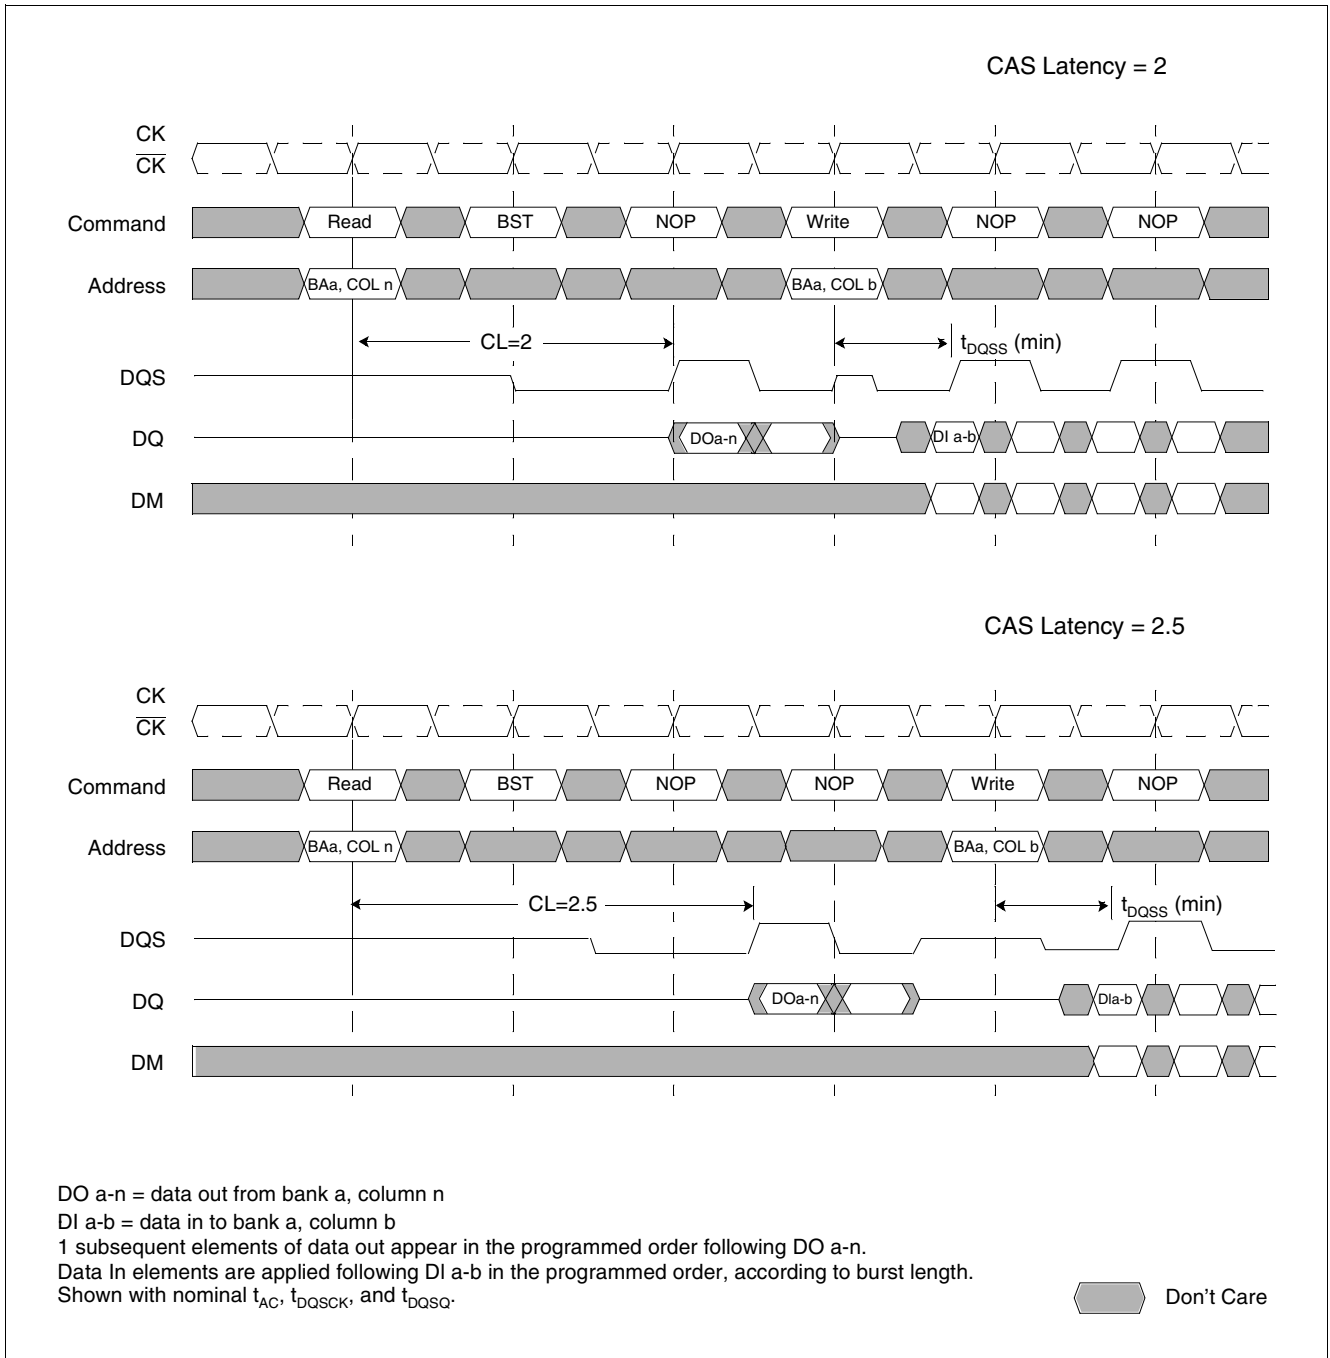 CAS Latency = 2
CK
CK
Command Read BST NOP Write NOP NOP
Address BAa, COL n BAa, COL b
CL=2 tDQSS (min)
DQS
DQ DOa-n DI a-b
DM
CAS Latency = 2.5
CK
CK
Command Read BST NOP NOP Write NOP
Address BAa, COL n BAa, COL b
CL=2.5 tDQSS (min)
DQS
DQ DOa-n DIa-b
DM
DO a-n = data out from bank a, column n
DI a-b = data in to bank a, column b
1 subsequent elements of data out appear in the programmed order following DO a-n.
Data In elements are applied following DI a-b in the programmed order, according to burst length.
Shown with nominal tAC, tDQSCK, and tDQSQ.
Don't Care